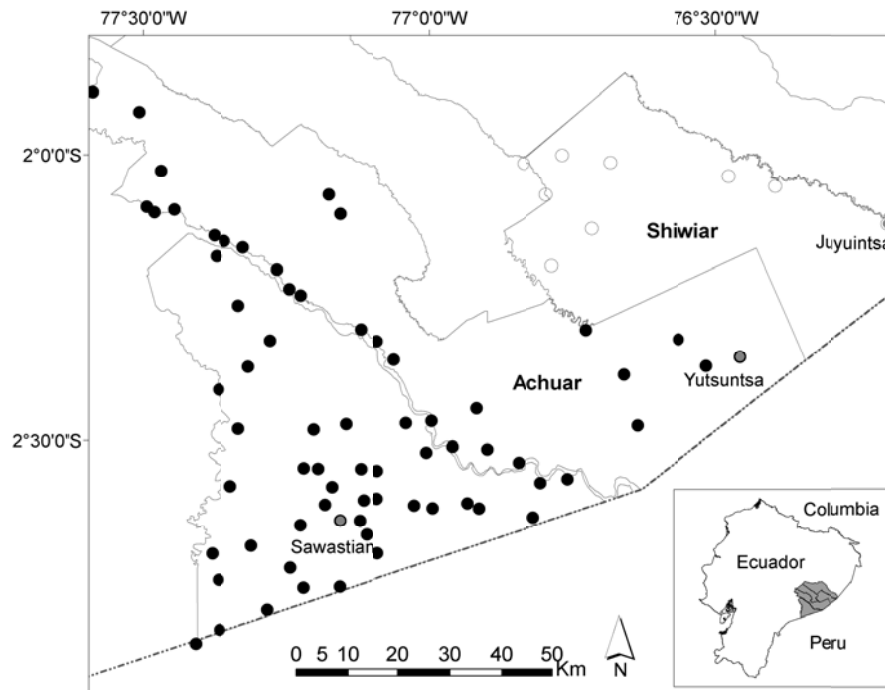 77°30'0"W 77°0'0"W 76°30'0"W
2°0'0"S
Shiwiar
Juyuintsa
Achuar
Yutsuntsa
2°30'0"S
Sawastian
Columbia
Ecuador
Peru
0 5 10 20 30 40 50
Km
N